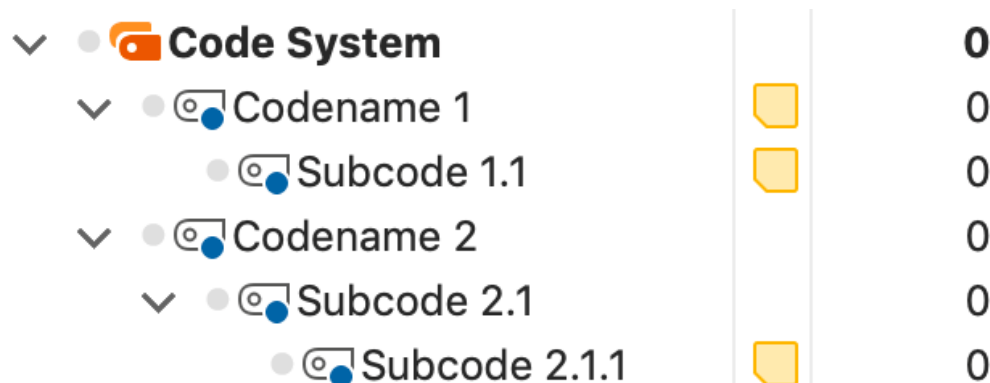 Code System 0
Codename 1 0
Subcode 1.1 0
Codename 2 0
Subcode 2.1 0
Subcode 2.1.1 0